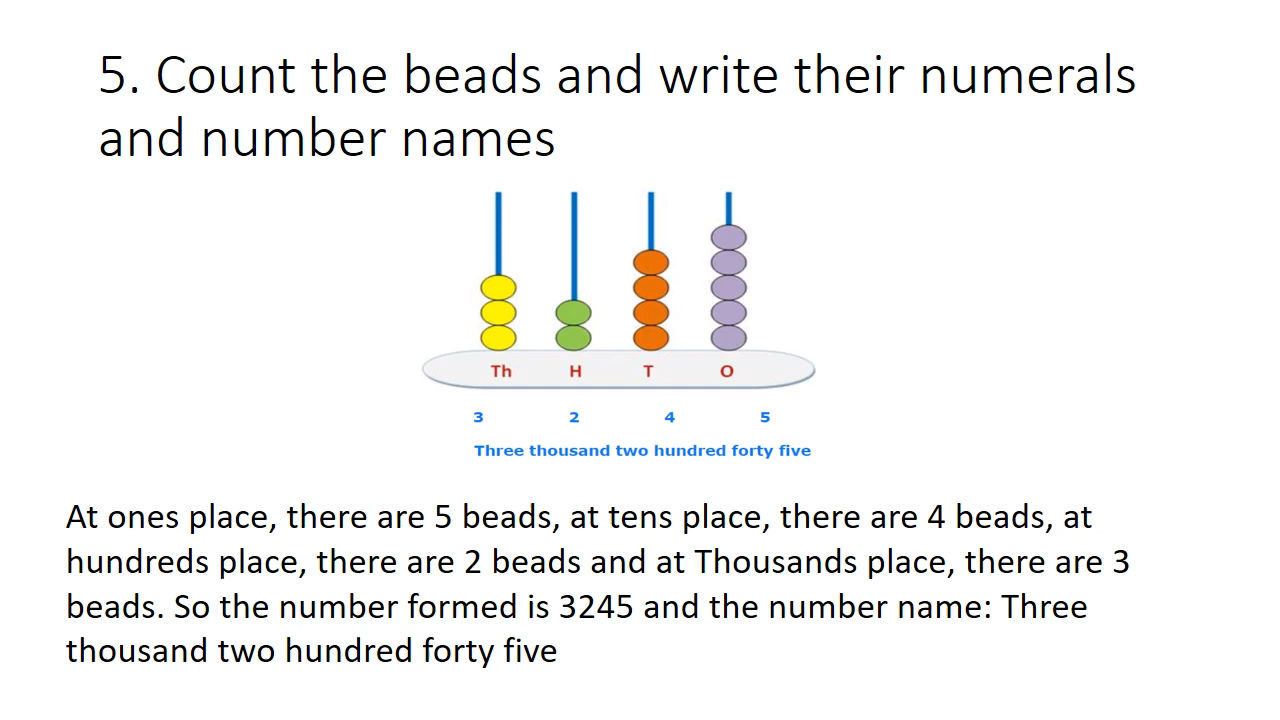 5. Count the beads and write their numerals
and number names
Th H T O
3 2 4 5
Three thousand two hundred forty five
At ones place, there are 5 beads, at tens place, there are 4 beads, at
hundreds place, there are 2 beads and at Thousands place, there are 3
beads. So the number formed is 3245 and the number name: Three
thousand two hundred forty five